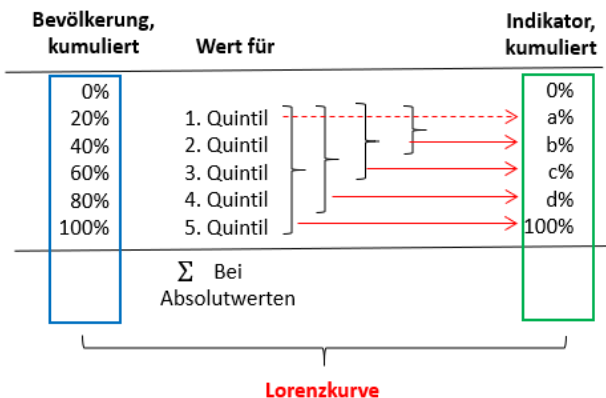 Bevölkerung, kumuliert Wert für Indikator, kumuliert
0% 0%
20% 1. Quintil a%
40% 2. Quintil b%
60% 3. Quintil c%
80% 4. Quintil d%
100% 5. Quintil 100%
∑ Bei
Absolutwerten
Lorenzkurve